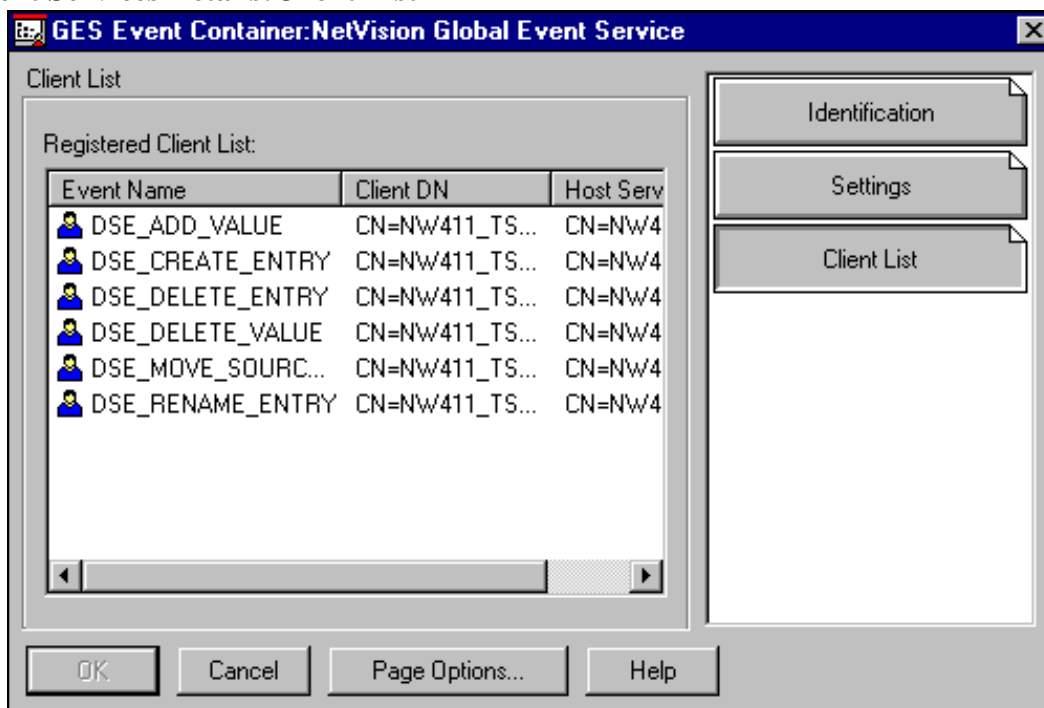 GES Event Container:NetVision Global Event Service
Client List
Registered Client List:
Event Name Client DN Host Serv
DSE_ADD_VALUE CN=NW411_TS... CN=NW4
DSE_CREATE_ENTRY CN=NW411_TS... CN=NW4
DSE_DELETE_ENTRY CN=NW411_TS... CN=NW4
DSE_DELETE_VALUE CN=NW411_TS... CN=NW4
DSE_MOVE_SOURC... CN=NW411_TS... CN=NW4
DSE_RENAME_ENTRY CN=NW411_TS... CN=NW4
Identification
Settings
Client List
OK Cancel Page Options... Help